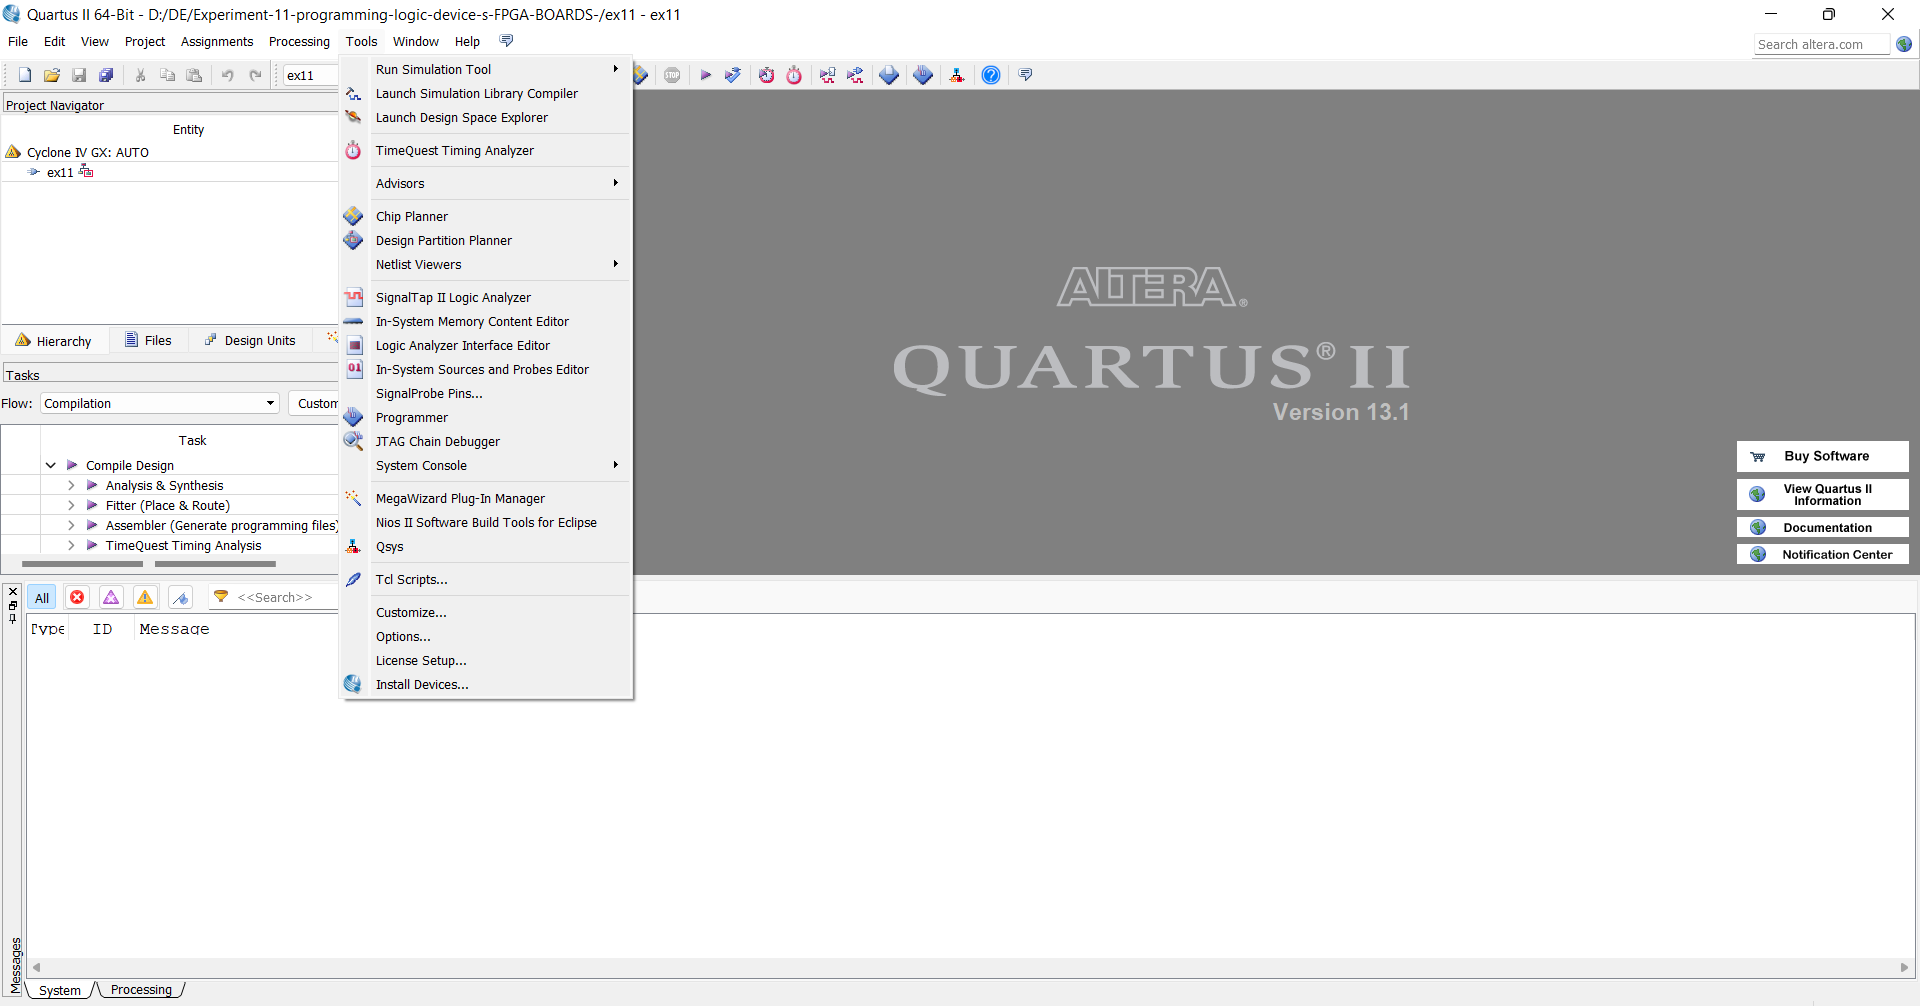 Quartus II 64-Bit - D:/DE/Experiment-11-programming-logic-device-s-FPGA-BOARDS-/ex11 - ex11
File Edit View Project Assignments Processing Tools Window Help
Search altera.com
ex11
STOP
Project Navigator
Entity
Cyclone IV GX: AUTO
ex11
Hierarchy Files Design Units
Tasks
Flow: Compilation Custom
Task
Compile Design
Analysis & Synthesis
Fitter (Place & Route)
Assembler (Generate programming files)
TimeQuest Timing Analysis
Run Simulation Tool
Launch Simulation Library Compiler
Launch Design Space Explorer
TimeQuest Timing Analyzer
Advisors
Chip Planner
Design Partition Planner
Netlist Viewers
SignalTap II Logic Analyzer
In-System Memory Content Editor
Logic Analyzer Interface Editor
01 In-System Sources and Probes Editor
SignalProbe Pins...
Programmer
JTAG Chain Debugger
System Console
MegaWizard Plug-In Manager
Nios II Software Build Tools for Eclipse
Qsys
Tcl Scripts...
Customize...
Options...
License Setup...
Install Devices...
ALTERA®
QUARTUS® II
Version 13.1
Buy Software
View Quartus II
Information
Documentation
Notification Center
All <<Search>>
Type ID Message
Messages
System Processing